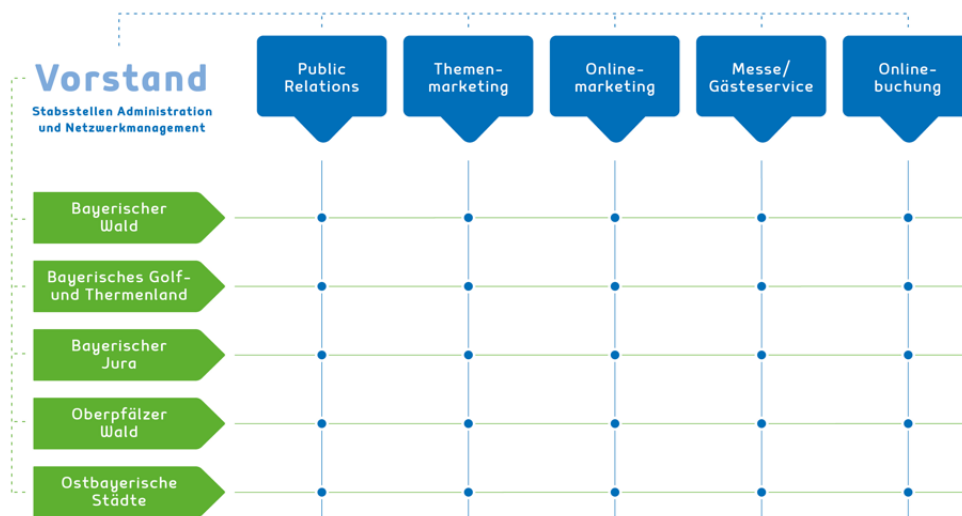 Vorstand
Stabsstellen Administration
und Netzwerkmanagement
Public
Relations
Themen-
marketing
Online-
marketing
Messe/
Gästeservice
Online-
buchung
Bayerischer
Wald
Bayerisches Golf-
und Thermenland
Bayerischer
Jura
Oberpfälzer
Wald
Ostbayerische
Städte